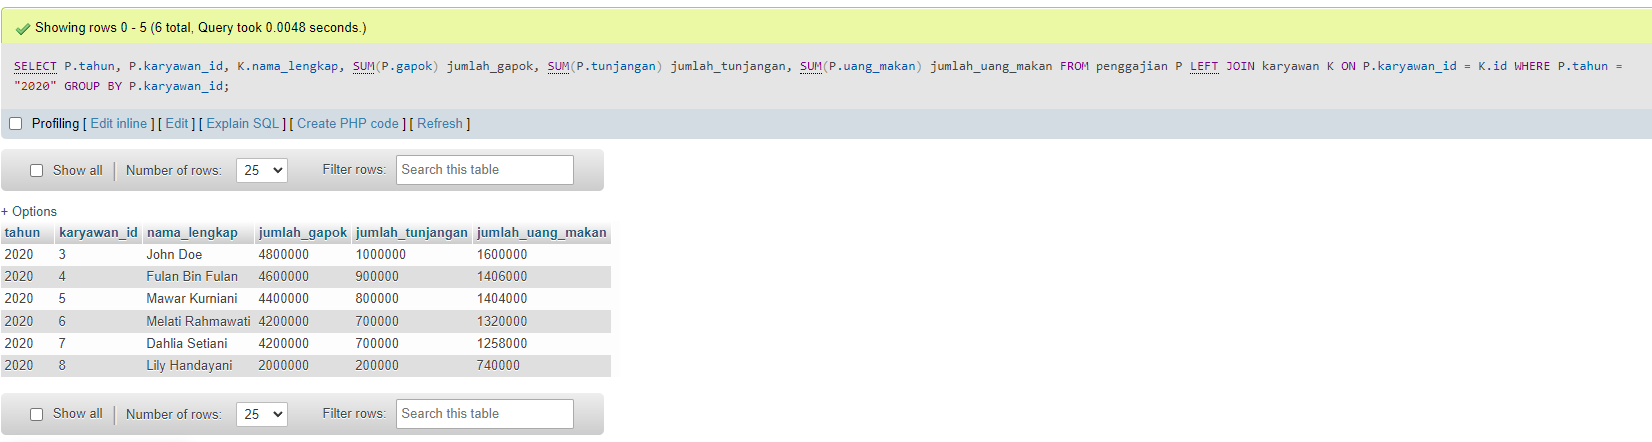 Showing rows 0 - 5 (6 total, Query took 0.0048 seconds.)
SELECT P.tahun, P.karyawan_id, K.nama_lengkap, SUM(P.gapok) jumlah_gapok, SUM(P.tunjangan) jumlah_tunjangan, SUM(P.uang_makan) jumlah_uang_makan FROM penggajian P LEFT JOIN karyawan K ON P.karyawan_id = K.id WHERE P.tahun =
"2020" GROUP BY P.karyawan_id;
Profiling [ Edit inline ] [ Edit ] [ Explain SQL ] [ Create PHP code ] [ Refresh ]
Show all | Number of rows: 25 Filter rows: Search this table
+ Options
tahun karyawan_id nama_lengkap jumlah_gapok jumlah_tunjangan jumlah_uang_makan
2020 3 John Doe 4800000 1000000 1600000
2020 4 Fulan Bin Fulan 4600000 900000 1406000
2020 5 Mawar Kurniani 4400000 800000 1404000
2020 6 Melati Rahmawati 4200000 700000 1320000
2020 7 Dahlia Setiani 4200000 700000 1258000
2020 8 Lily Handayani 2000000 200000 740000
Show all | Number of rows: 25 Filter rows: Search this table